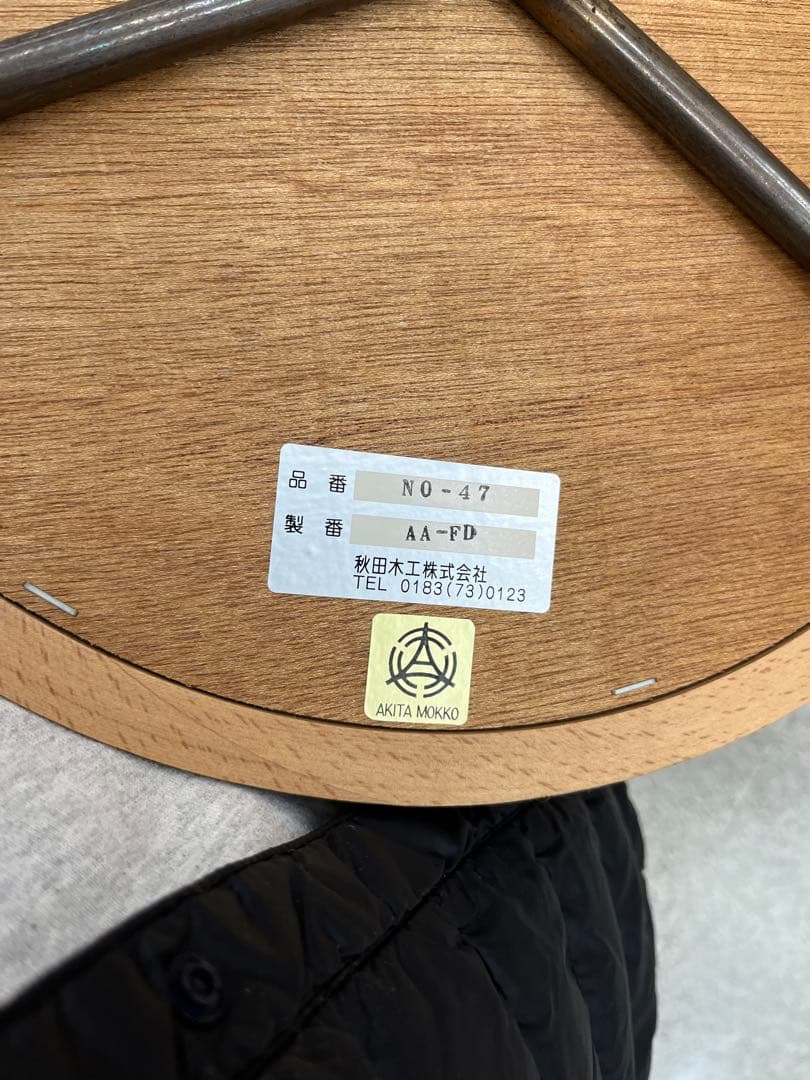 品 番 NO-47
製 番 AA-FD
秋田木工株式会社
TEL 0183(73)0123
AKITA MOKKO